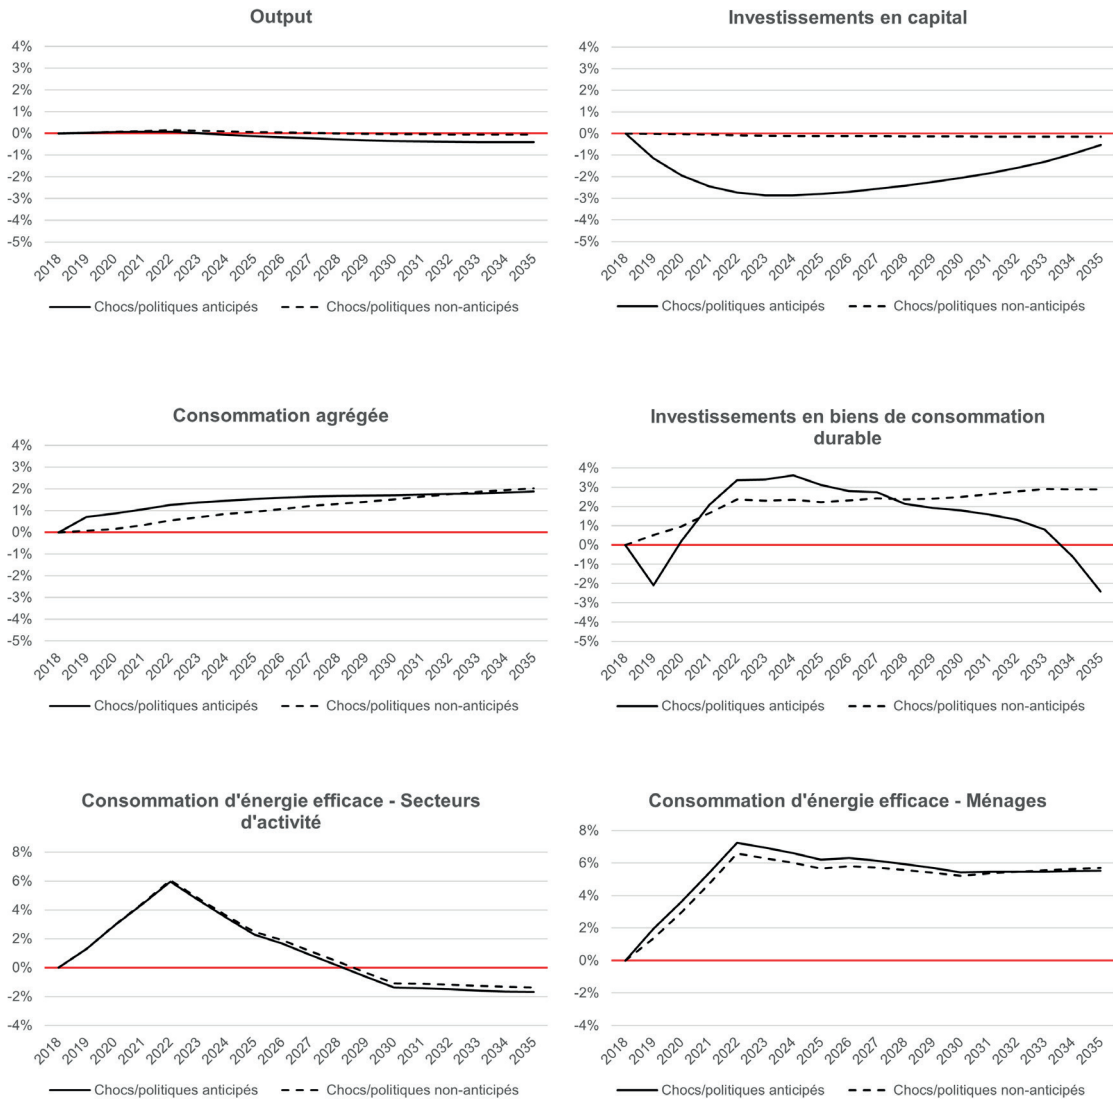 Output
4%
3%
2%
1%
0%
-1%
-2%
-3%
-4%
-5%
2018 2019 2020 2021 2022 2023 2024 2025 2026 2027 2028 2029 2030 2031 2032 2033 2034 2035
Chocs/politiques anticipés Chocs/politiques non-anticipés
Investissements en capital
4%
3%
2%
1%
0%
-1%
-2%
-3%
-4%
-5%
2018 2019 2020 2021 2022 2023 2024 2025 2026 2027 2028 2029 2030 2031 2032 2033 2034 2035
Chocs/politiques anticipés Chocs/politiques non-anticipés
Consommation agrégée
4%
3%
2%
1%
0%
-1%
-2%
-3%
-4%
-5%
2018 2019 2020 2021 2022 2023 2024 2025 2026 2027 2028 2029 2030 2031 2032 2033 2034 2035
Chocs/politiques anticipés Chocs/politiques non-anticipés
Investissements en biens de consommation
durable
4%
3%
2%
1%
0%
-1%
-2%
-3%
-4%
-5%
2018 2019 2020 2021 2022 2023 2024 2025 2026 2027 2028 2029 2030 2031 2032 2033 2034 2035
Chocs/politiques anticipés Chocs/politiques non-anticipés
Consommation d'énergie efficace - Secteurs
d'activité
8%
6%
4%
2%
0%
-2%
-4%
2018 2019 2020 2021 2022 2023 2024 2025 2026 2027 2028 2029 2030 2031 2032 2033 2034 2035
Chocs/politiques anticipés Chocs/politiques non-anticipés
Consommation d'énergie efficace - Ménages
8%
6%
4%
2%
0%
-2%
-4%
2018 2019 2020 2021 2022 2023 2024 2025 2026 2027 2028 2029 2030 2031 2032 2033 2034 2035
Chocs/politiques anticipés Chocs/politiques non-anticipés